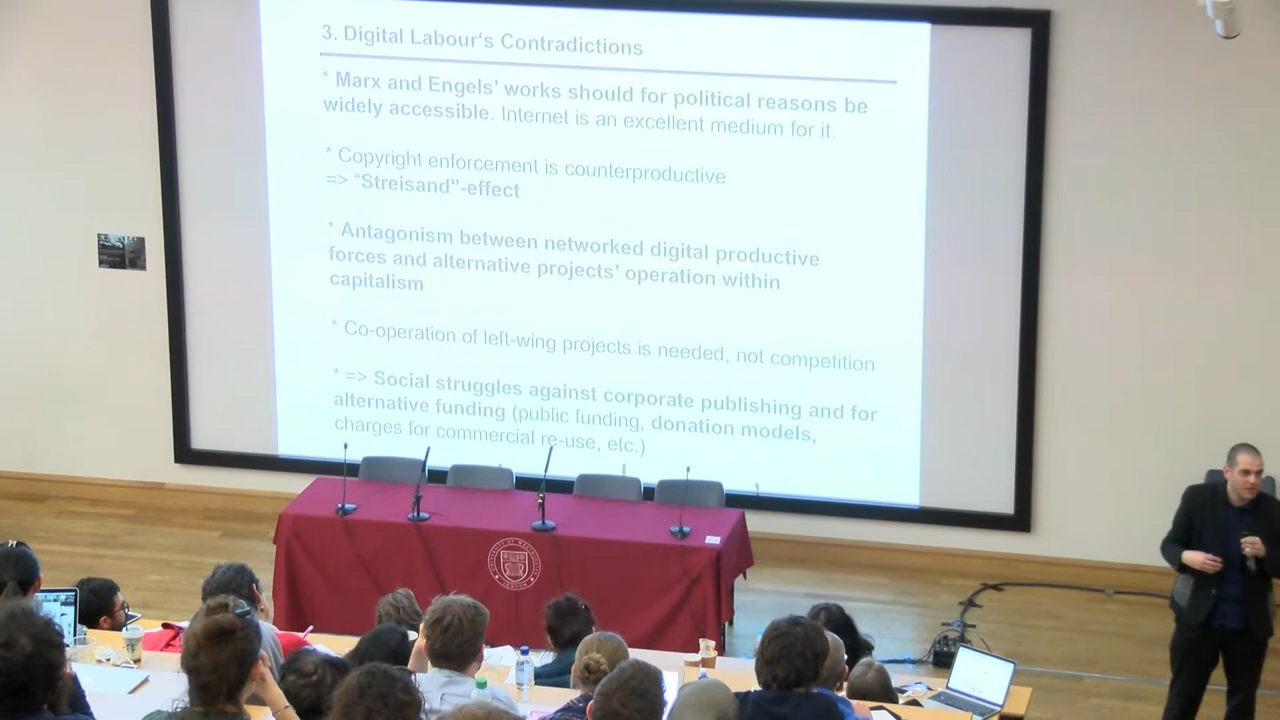 3. Digital Labour‘s Contradictions
* Marx and Engels’ works should for political reasons be
widely accessible. Internet is an excellent medium for it.
* Copyright enforcement is counterproductive
=> “Streisand”-effect
* Antagonism between networked digital productive
forces and alternative projects’ operation within
capitalism
* Co-operation of left-wing projects is needed, not competition
* => Social struggles against corporate publishing and for
alternative funding (public funding, donation models,
charges for commercial re-use, etc.)